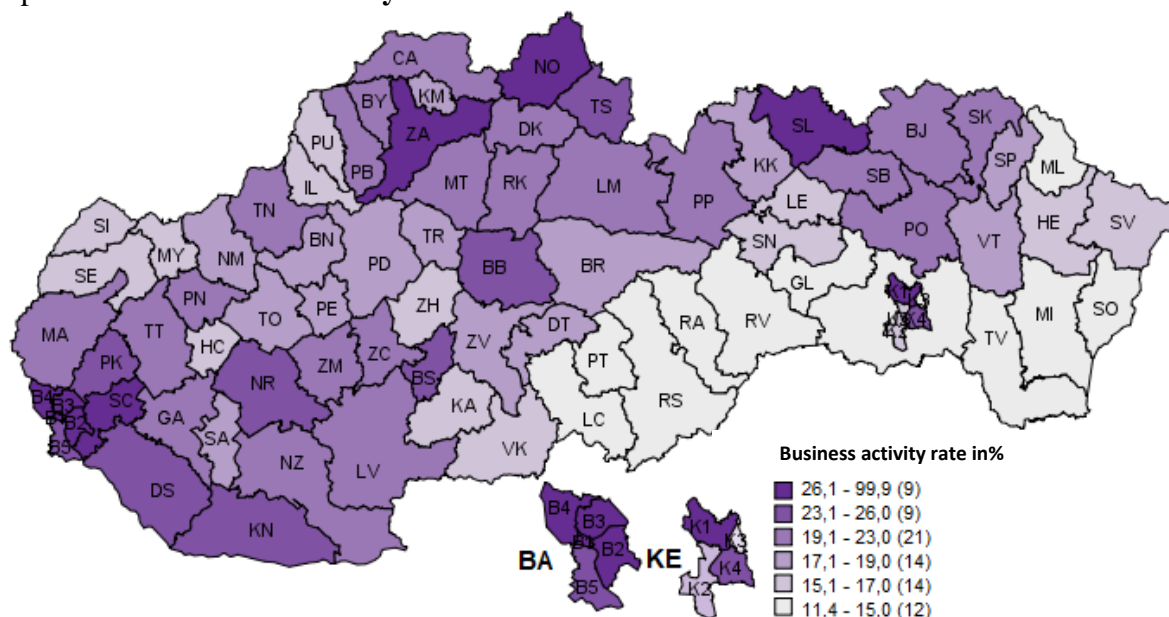 CA
NO
KM
TS
BY
ZA
DK
SL
BJ
SK
PU
KK
SP
ML
PB
IL
MT
RK
LM
PP
SB
LE
HE
SV
TN
SI
BN
TR
PO
VT
MY
NM
PD
BB
BR
SN
SE
GL
PN
PE
ZH
MA
TT
TO
DT
RA
RV
MI
SO
HC
ZM
ZC
ZV
PT
TV
PK
NR
BS
RS
B4
B3
SC
B2
GA
SA
KA
LC
B5
VK
NZ
LV
DS
KN
K1
K4
Business activity rate in%
26,1 - 99,9 (9)
23,1 - 26,0 (9)
19,1 - 23,0 (21)
17,1 - 19,0 (14)
15,1 - 17,0 (14)
11,4 - 15,0 (12)
B4
B3
B1
B2
B5
BA
KE
K1
K3
K4
K2